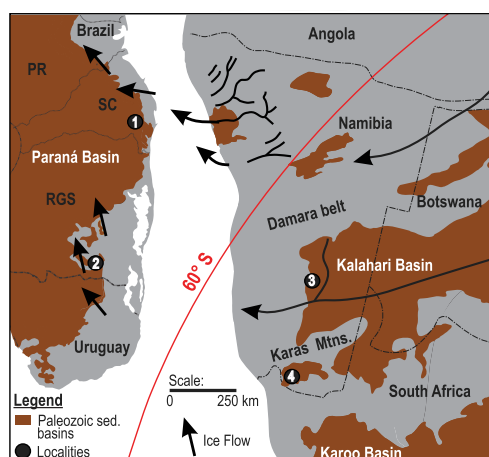 Brazil
Angola
PR
SC
1
Namibia
Paraná Basin
Botswana
RGS
Damara belt
60° S
2
3
Kalahari Basin
Karas Mtns.
Uruguay
4
Scale:
0 250 km
South Africa
Legend
Paleozoic sed.
basins
Localities
Ice Flow
Karoo Basin